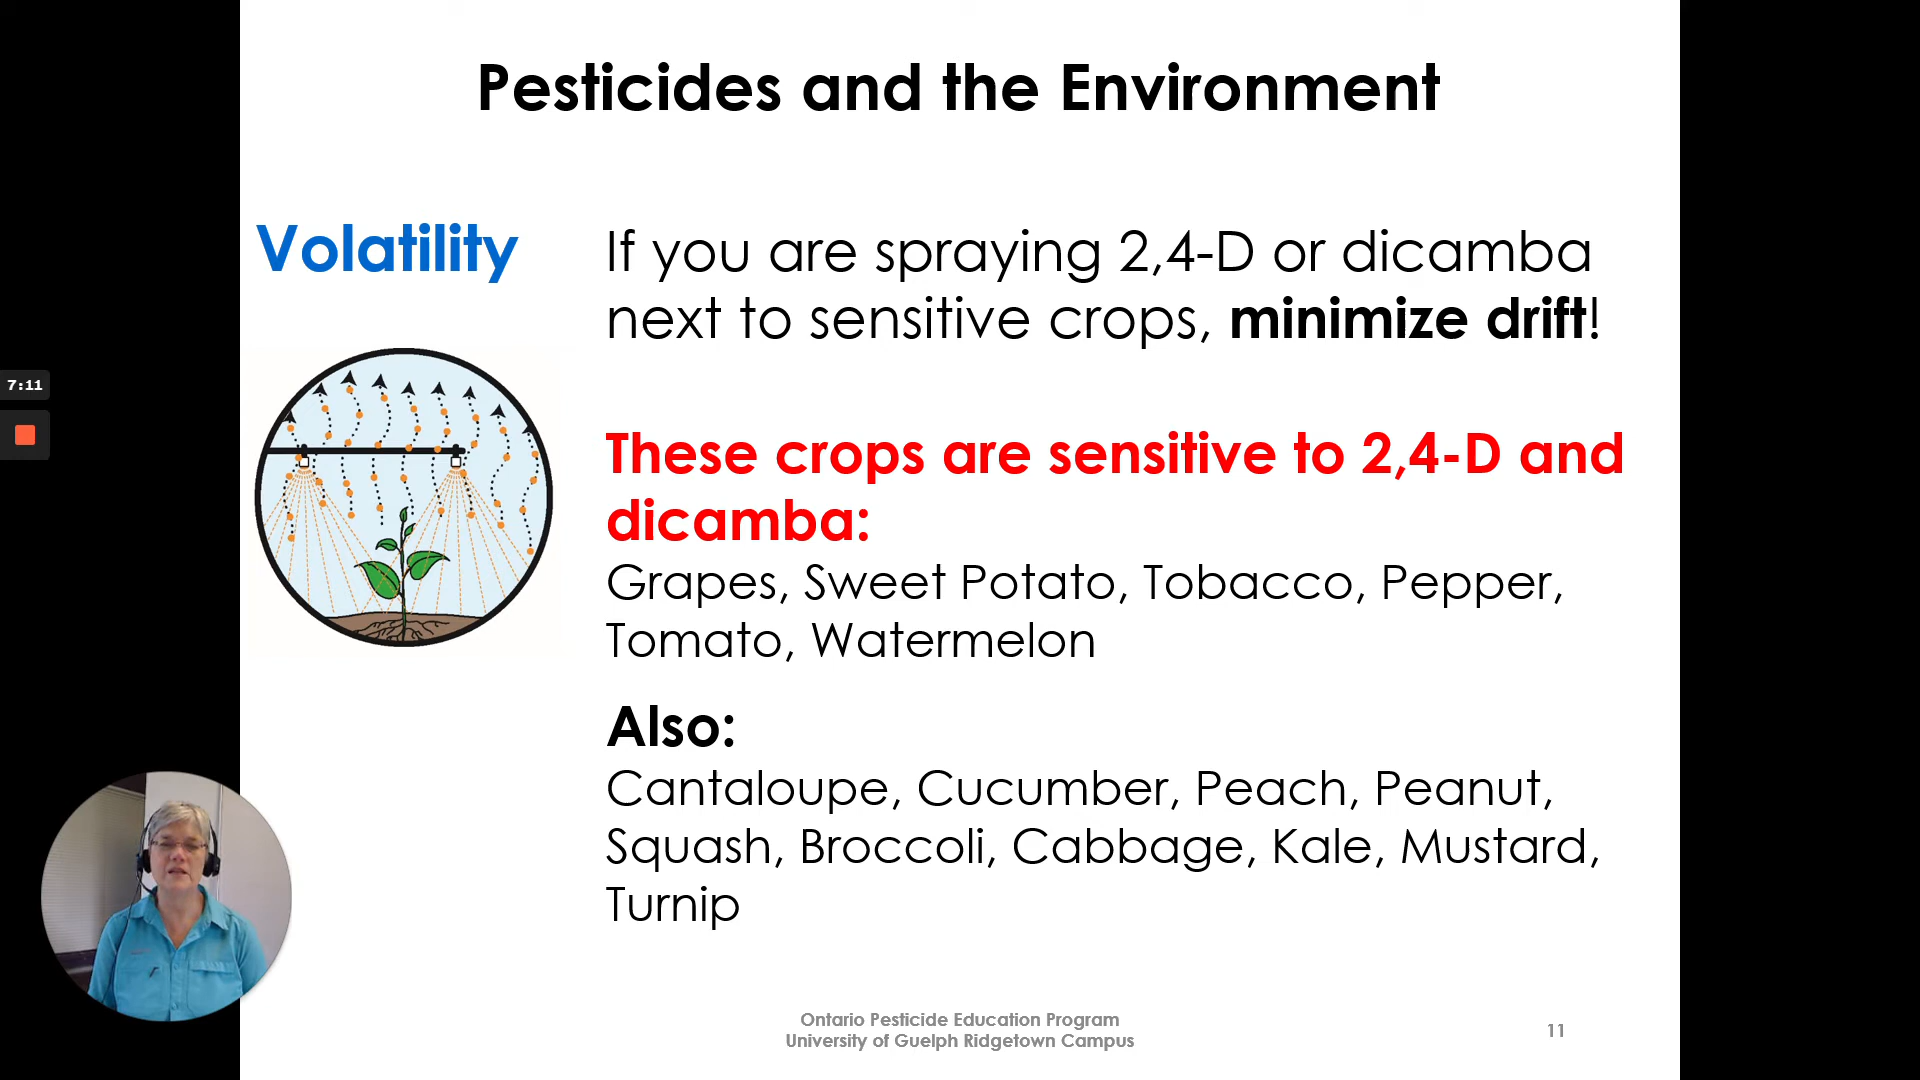 Pesticides and the Environment
Volatility
If you are spraying 2,4-D or dicamba
next to sensitive crops, minimize drift!
7:11
These crops are sensitive to 2,4-D and
dicamba:
Grapes, Sweet Potato, Tobacco, Pepper,
Tomato, Watermelon
Also:
Cantaloupe, Cucumber, Peach, Peanut,
Squash, Broccoli, Cabbage, Kale, Mustard,
Turnip
Ontario Pesticide Education Program
University of Guelph Ridgetown Campus
11